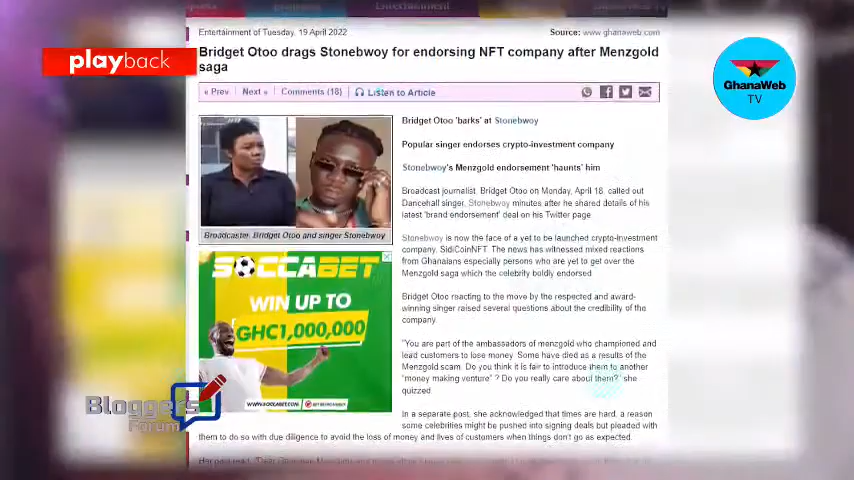 Entertainment
Entertainment of Tuesday, 19 April 2022
Source: www.ghanaweb.com
playback
Bridget Otoo drags Stonebwoy for endorsing NFT company after Menzgold
saga
GhanaWeb
TV
« Prev
Next »
Comments (18)
Listen to Article
Bridget Otoo 'barks' at Stonebwoy
Popular singer endorses crypto-investment company
Stonebwoy's Menzgold endorsement 'haunts' him
Broadcast journalist, Bridget Otoo on Monday, April 18, called out
Dancehall singer, Stonebwoy minutes after he shared details of his
latest 'brand endorsement' deal on his Twitter page
Broadcaster, Bridget Otoo and singer Stonebwoy
Stonebwoy is now the face of a yet to be launched crypto-investment
company, SidiCoinNFT. The news has witnessed mixed reactions
from Ghanaians especially persons who are yet to get over the
Menzgold saga which the celebrity boldly endorsed
SOCCABET
WIN UP TO
GHC1,000,000
WWW.SOCCABET.COM
Bridget Otoo reacting to the move by the respected and award-
winning singer raised several questions about the credibility of the
company.
"You are part of the ambassadors of menzgold who championed and
lead customers to lose money. Some have died as a results of the
Menzgold scam. Do you think it is fair to introduce them to another
"money making venture" ? Do you really care about them?" she
quizzed.
Bloggers
Forum
In a separate post, she acknowledged that times are hard, a reason
some celebrities might be pushed into signing deals but pleaded with
them to do so with due diligence to avoid the loss of money and lives of customers when things don't go as expected.